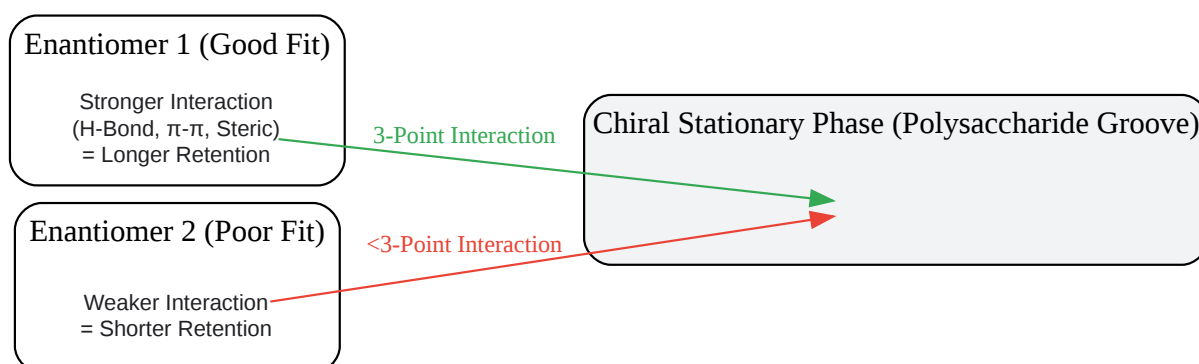 Enantiomer 1 (Good Fit)
Stronger Interaction
(H-Bond, π-π, Steric)
= Longer Retention
3-Point Interaction
Chiral Stationary Phase (Polysaccharide Groove)
Enantiomer 2 (Poor Fit)
<3-Point Interaction
Weaker Interaction
= Shorter Retention